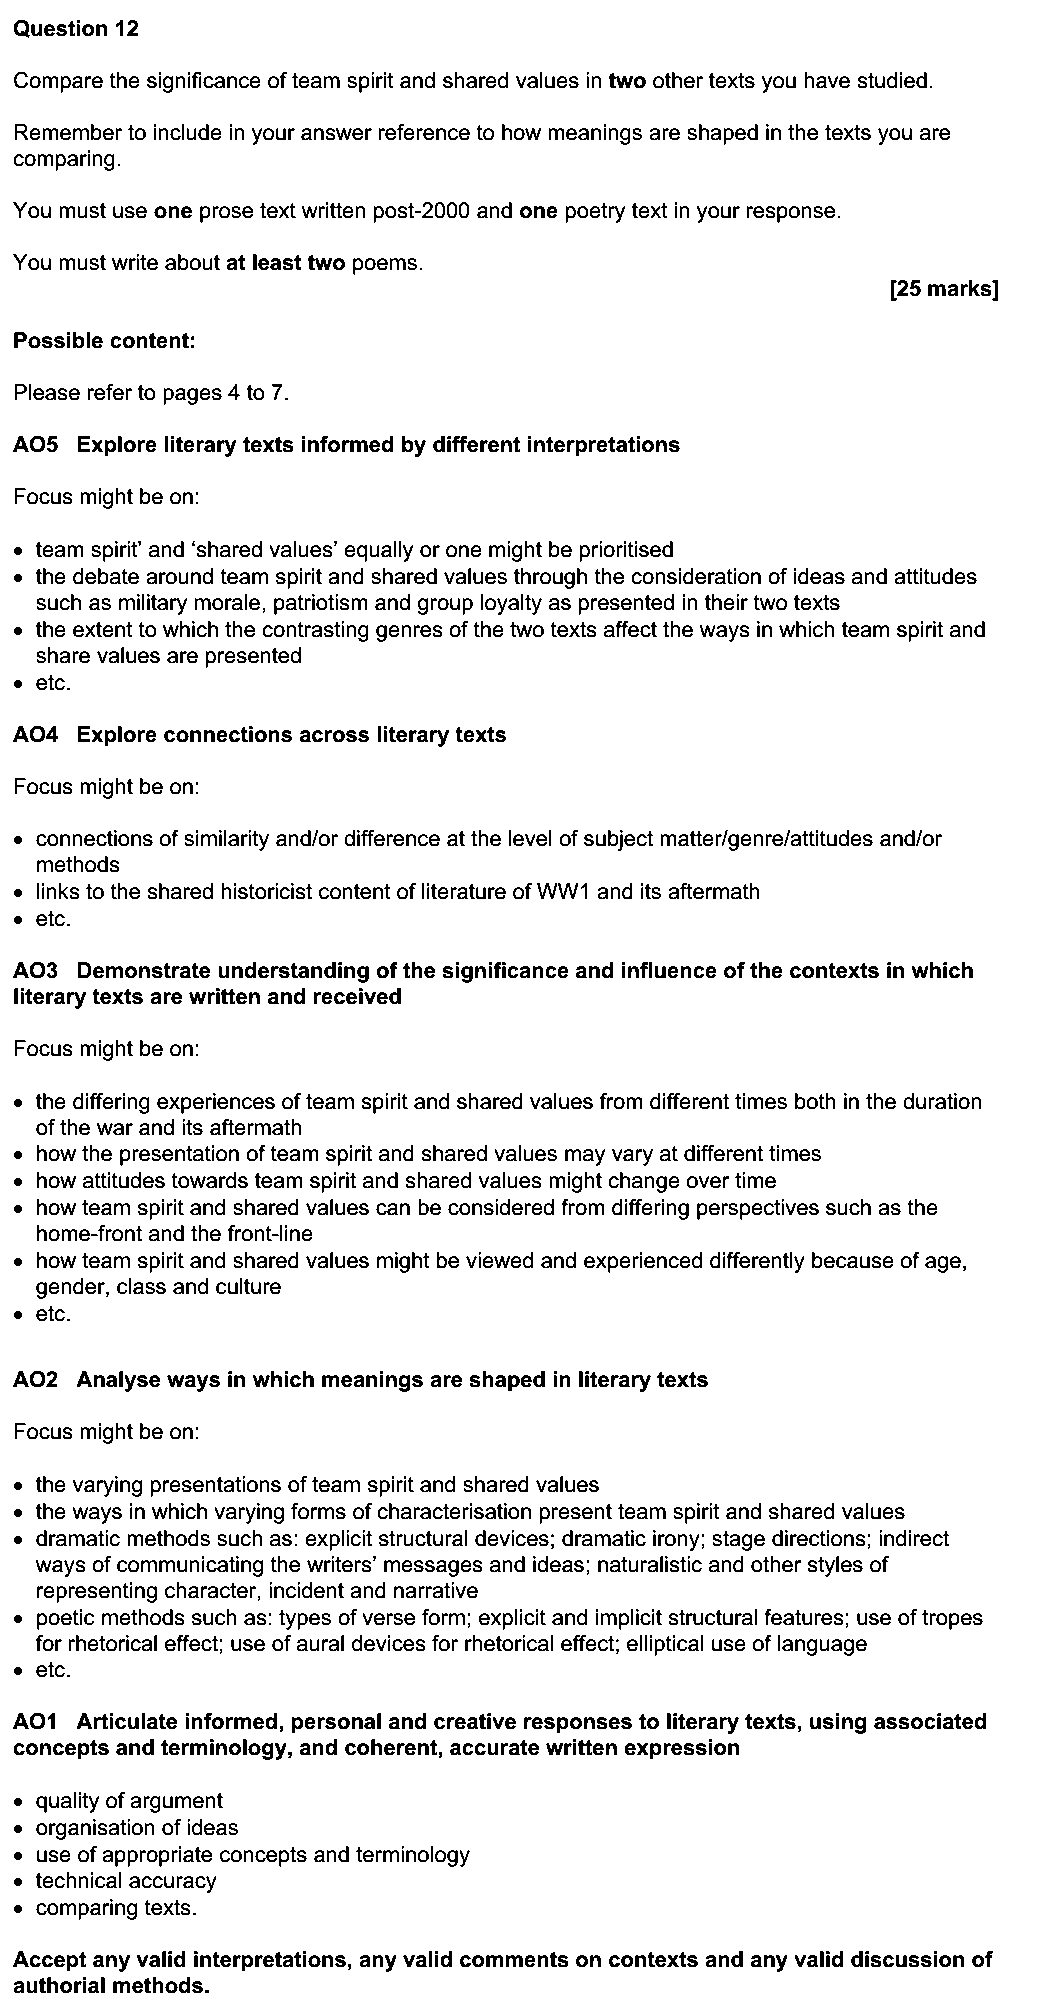 Question 12
Compare the significance of team spirit and shared values in two other texts you have studied.
Remember to include in your answer reference to how meanings are shaped in the texts you are
comparing.
You must use one prose text written post-2000 and one poetry text in your response.
You must write about at least two poems.
[25 marks]
Possible content:
Please refer to pages 4 to 7.
AO5 Explore literary texts informed by different interpretations
Focus might be on:
• team spirit’ and ‘shared values’ equally or one might be prioritised
• the debate around team spirit and shared values through the consideration of ideas and attitudes
such as military morale, patriotism and group loyalty as presented in their two texts
• the extent to which the contrasting genres of the two texts affect the ways in which team spirit and
share values are presented
• etc.
AO4 Explore connections across literary texts
Focus might be on:
• connections of similarity and/or difference at the level of subject matter/genre/attitudes and/or
methods
• links to the shared historicist content of literature of WW1 and its aftermath
• etc.
AO3 Demonstrate understanding of the significance and influence of the contexts in which
literary texts are written and received
Focus might be on:
• the differing experiences of team spirit and shared values from different times both in the duration
of the war and its aftermath
• how the presentation of team spirit and shared values may vary at different times
• how attitudes towards team spirit and shared values might change over time
• how team spirit and shared values can be considered from differing perspectives such as the
home-front and the front-line
• how team spirit and shared values might be viewed and experienced differently because of age,
gender, class and culture
• etc.
AO2 Analyse ways in which meanings are shaped in literary texts
Focus might be on:
• the varying presentations of team spirit and shared values
• the ways in which varying forms of characterisation present team spirit and shared values
• dramatic methods such as: explicit structural devices; dramatic irony; stage directions; indirect
ways of communicating the writers’ messages and ideas; naturalistic and other styles of
representing character, incident and narrative
• poetic methods such as: types of verse form; explicit and implicit structural features; use of tropes
for rhetorical effect; use of aural devices for rhetorical effect; elliptical use of language
• etc.
AO1 Articulate informed, personal and creative responses to literary texts, using associated
concepts and terminology, and coherent, accurate written expression
• quality of argument
• organisation of ideas
• use of appropriate concepts and terminology
• technical accuracy
• comparing texts.
Accept any valid interpretations, any valid comments on contexts and any valid discussion of
authorial methods.